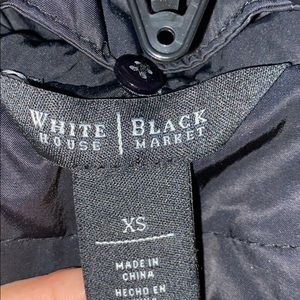 WHITE | BLACK
HOUSE | MARKET
XS
MADE IN
CHINA
HECHO EN